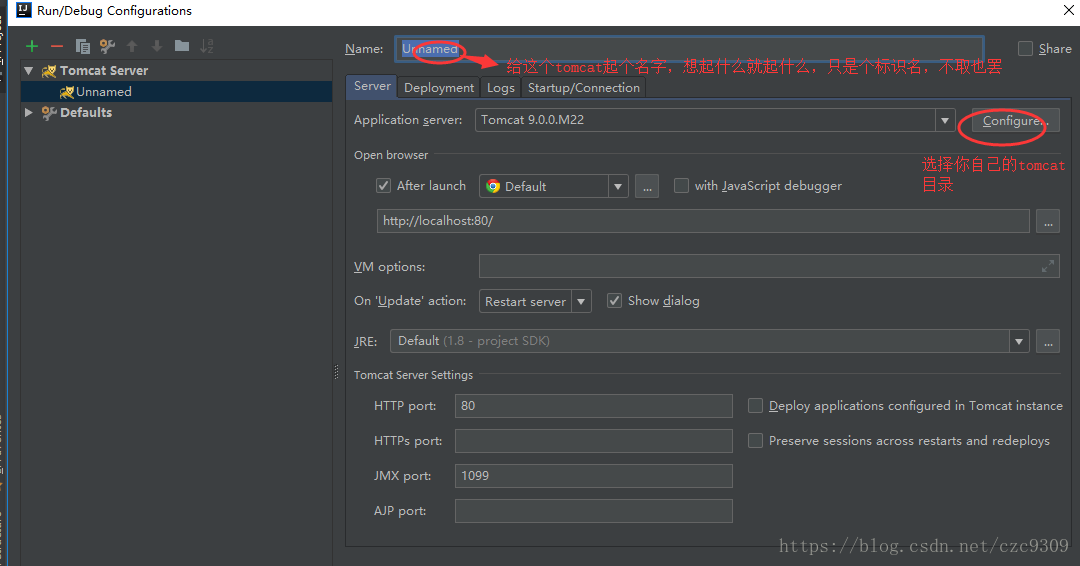 Run/Debug Configurations
Name: Unnamed
Share
给这个tomcat起个名字，想起什么就起什么，只是个标识名，不取也罢
Tomcat Server
Unnamed
Defaults
Server Deployment Logs Startup/Connection
Application server: Tomcat 9.0.0.M22 Configure...
选择你自己的tomcat
目录
Open browser
After launch Default ... with JavaScript debugger
http://localhost:80/ ...
VM options:
On 'Update' action: Restart server Show dialog
JRE: Default (1.8 - project SDK) ...
Tomcat Server Settings
HTTP port: 80 Deploy applications configured in Tomcat instance
HTTPs port: Preserve sessions across restarts and redeploys
JMX port: 1099
AJP port:
https://blog.csdn.net/czc9309